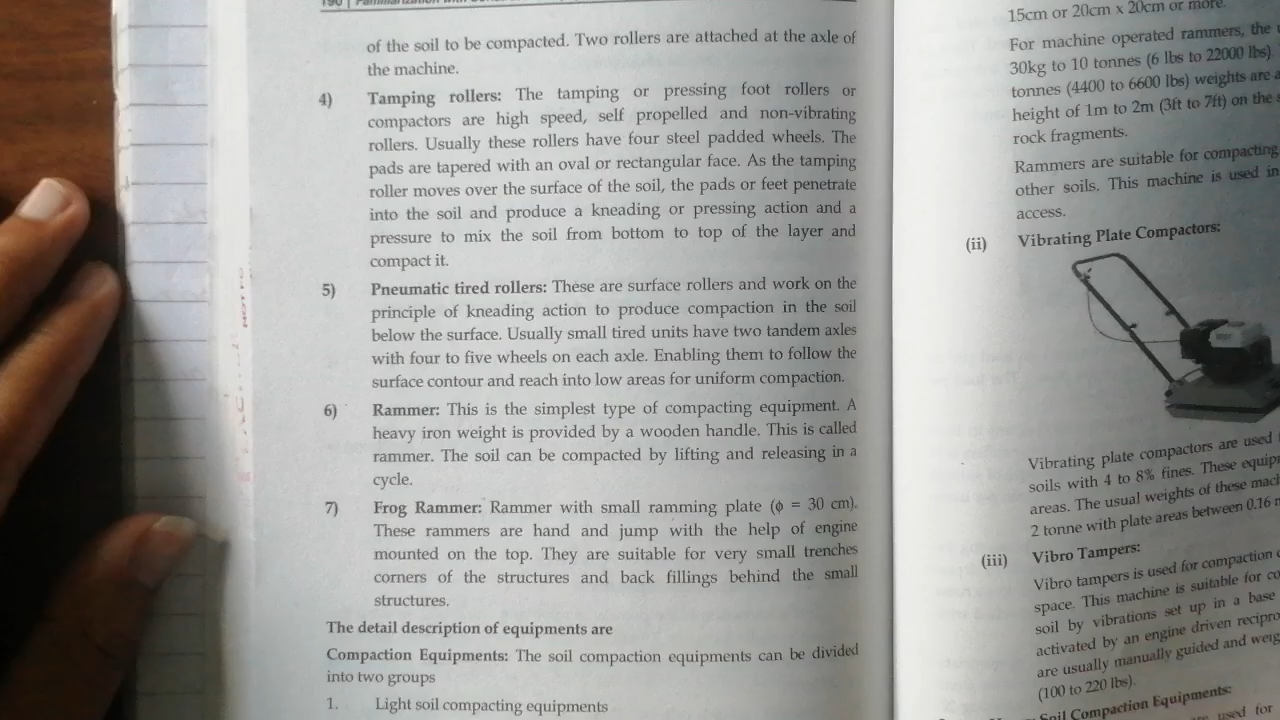 of the soil to be compacted. Two rollers are attached at the axle of
the machine.
4) Tamping rollers: The tamping or pressing foot rollers or
compactors are high speed, self propelled and non-vibrating
rollers. Usually these rollers have four steel padded wheels. The
pads are tapered with an oval or rectangular face. As the tamping
roller moves over the surface of the soil, the pads or feet penetrate
into the soil and produce a kneading or pressing action and a
pressure to mix the soil from bottom to top of the layer and
compact it.
5) Pneumatic tired rollers: These are surface rollers and work on the
principle of kneading action to produce compaction in the soil
below the surface. Usually small tired units have two tandem axles
with four to five wheels on each axle. Enabling them to follow the
surface contour and reach into low areas for uniform compaction.
6) Rammer: This is the simplest type of compacting equipment. A
heavy iron weight is provided by a wooden handle. This is called
rammer. The soil can be compacted by lifting and releasing in a
cycle.
7) Frog Rammer: Rammer with small ramming plate (ϕ = 30 cm).
These rammers are hand and jump with the help of engine
mounted on the top. They are suitable for very small trenches
corners of the structures and back fillings behind the small
structures.
The detail description of equipments are
Compaction Equipments: The soil compaction equipments can be divided
into two groups
1. Light soil compacting equipments
15cm or 20cm x 20cm or more.
For machine operated rammers, the
30kg to 10 tonnes (6 lbs to 22000 lbs)
tonnes (4400 to 6600 lbs) weights are
height of 1m to 2m (3ft to 7ft) on the
rock fragments.
Rammers are suitable for compacting
other soils. This machine is used in
access.
(ii) Vibrating Plate Compactors:
Vibrating plate compactors are used
soils with 4 to 8% fines. These
areas. The usual weights of these
2 tonne with plate areas between 0.16
(iii) Vibro Tampers:
Vibro tampers is used for compaction
space. This machine is suitable for
soil by vibrations set up in a base
activated by an engine driven
are usually manually guided and
(100 to 220 lbs).
Soil Compaction Equipments:
used for